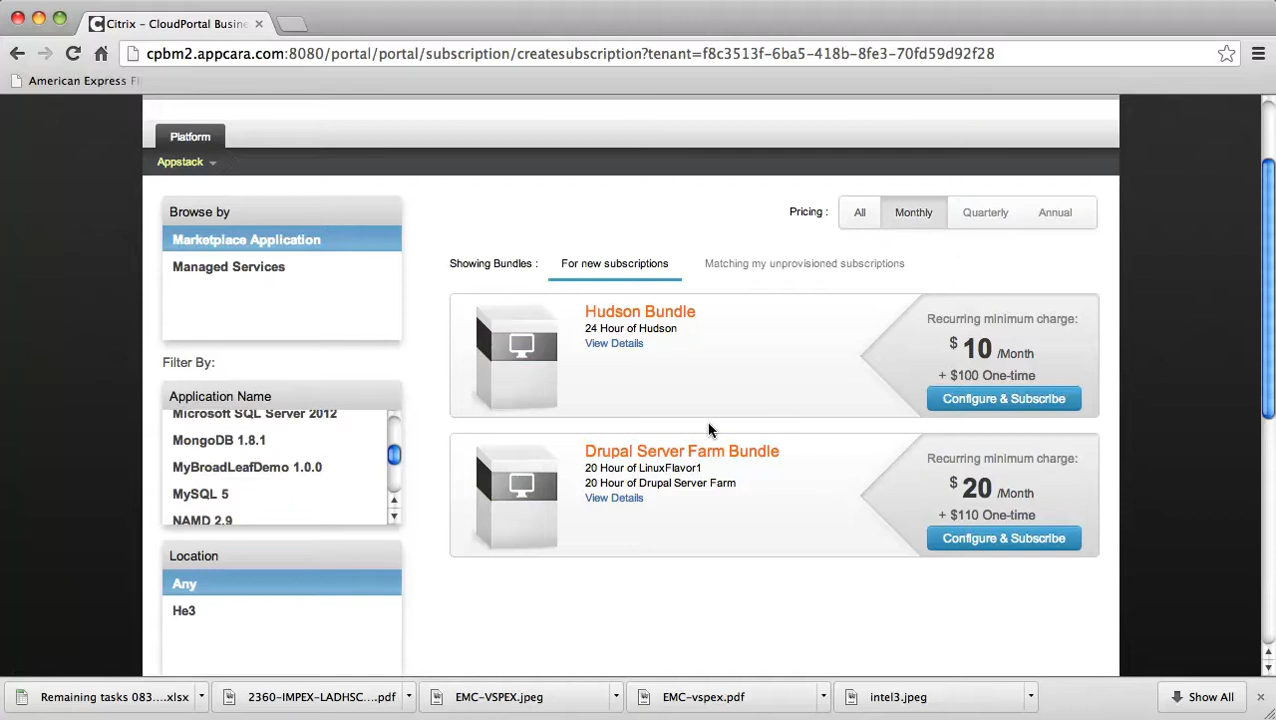 Citrix – CloudPortal Busin
cpbm2.appcara.com:8080/portal/portal/subscription/createsubscription?tenant=f8c3513f-6ba5-418b-8fe3-70fd59d92f28
American Express
Platform
Appstack
Browse by
Marketplace Application
Managed Services
Filter By:
Application Name
Microsoft SQL Server 2012
MongoDB 1.8.1
MyBroadLeafDemo 1.0.0
MySQL 5
NAMD 2.9
Location
Any
He3
Pricing :
All
Monthly
Quarterly
Annual
Showing Bundles :
For new subscriptions
Matching my unprovisioned subscriptions
Hudson Bundle
24 Hour of Hudson
View Details
Recurring minimum charge:
$ 10 /Month
+ $100 One-time
Configure & Subscribe
Drupal Server Farm Bundle
20 Hour of LinuxFlavor1
20 Hour of Drupal Server Farm
View Details
Recurring minimum charge:
$ 20 /Month
+ $110 One-time
Configure & Subscribe
Remaining tasks 083....xlsx
2360-IMPEX-LADHSC....pdf
EMC-VSPEX.jpeg
EMC-vspex.pdf
intel3.jpeg
Show All